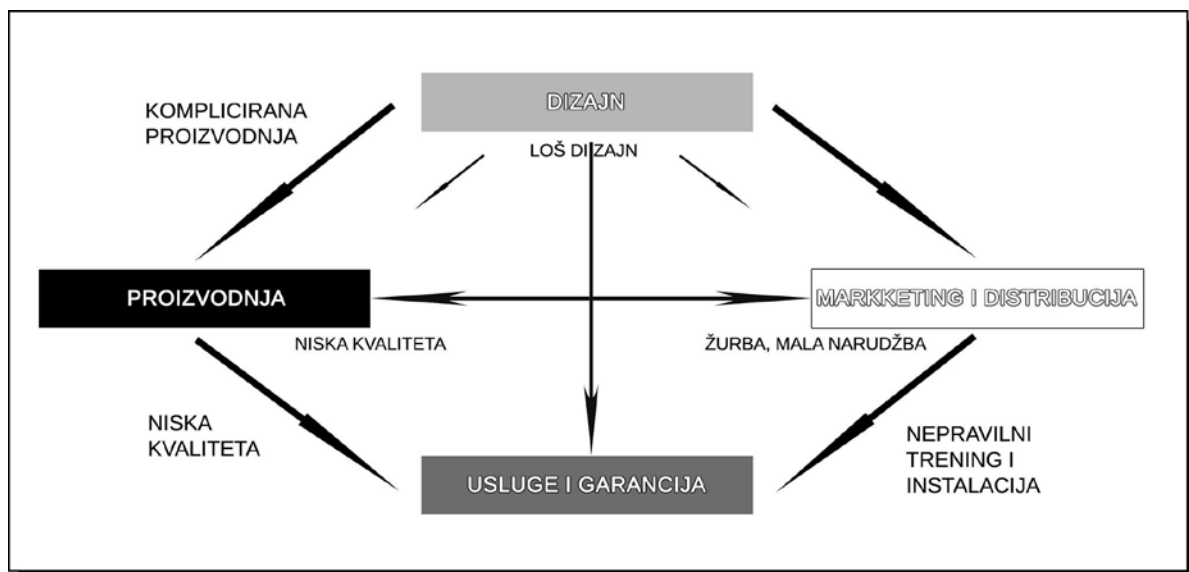 DIZAJN
KOMPLICIRANA
PROIZVODNJA
LOŠ DIZAJN
PROIZVODNJA
MARKKETING I DISTRIBUCIJA
NISKA KVALITETA
ŽURBA, MALA NARUDŽBA
NISKA
KVALITETA
NEPRAVILNI
TRENING I
INSTALACIJA
USLUGE I GARANCIJA